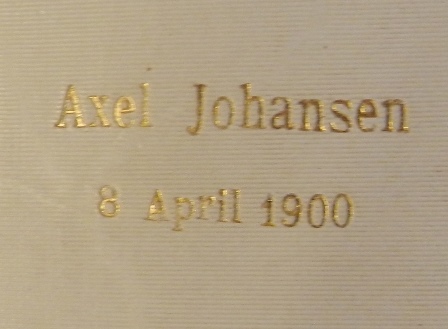 Axel Johansen
8 April 1900